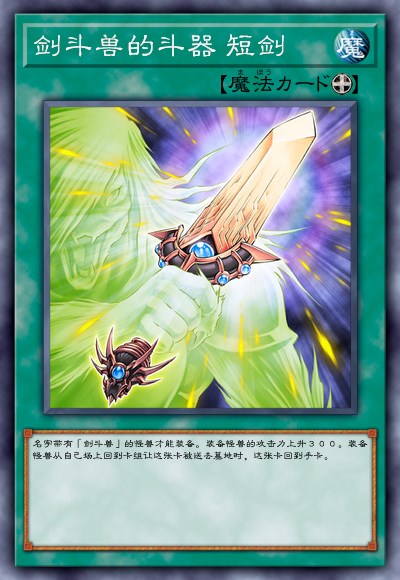 剑斗兽的斗器 短剑
魔
【魔法カード】
まほう
名字带有「剑斗兽」的怪兽才能装备。装备怪兽的攻击力上升３００。装备
怪兽从自己场上回到卡组让这张卡被送去墓地时，这张卡回到手卡。